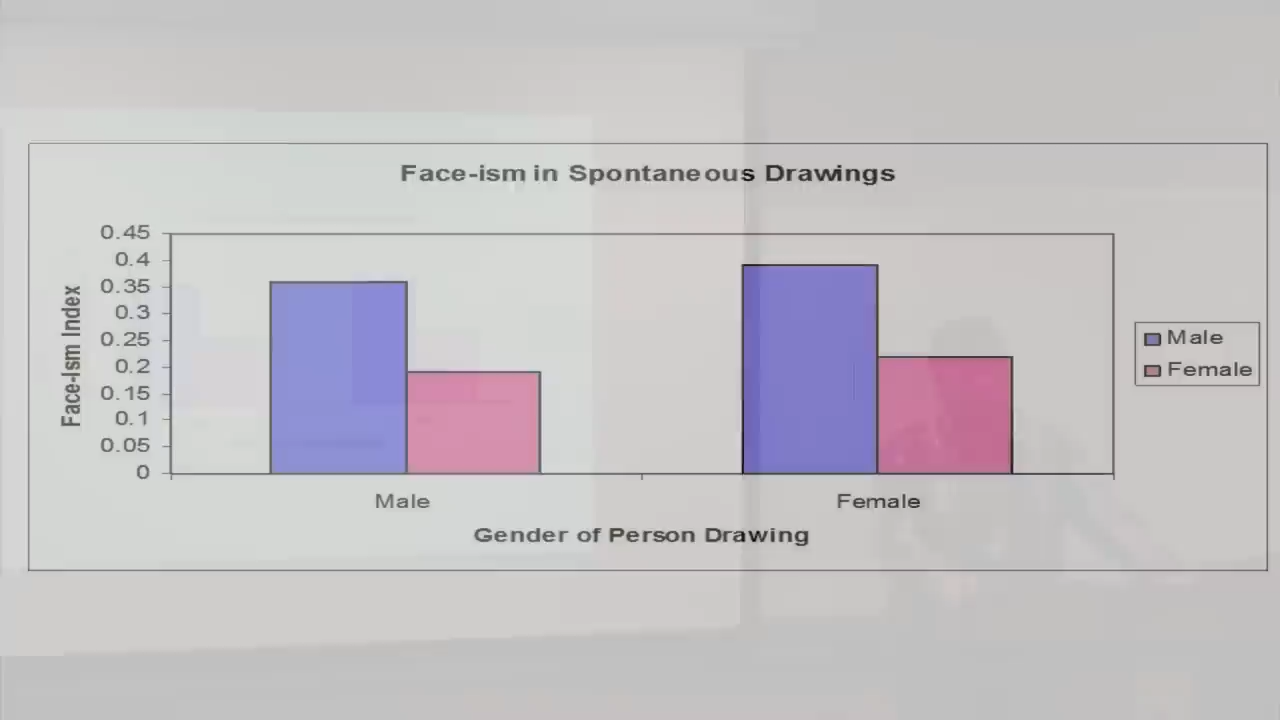 Face-ism in Spontaneous Drawings
Face-Ism Index
0.45
0.4
0.35
0.3
0.25
0.2
0.15
0.1
0.05
0
Male
Female
Gender of Person Drawing
Male
Female